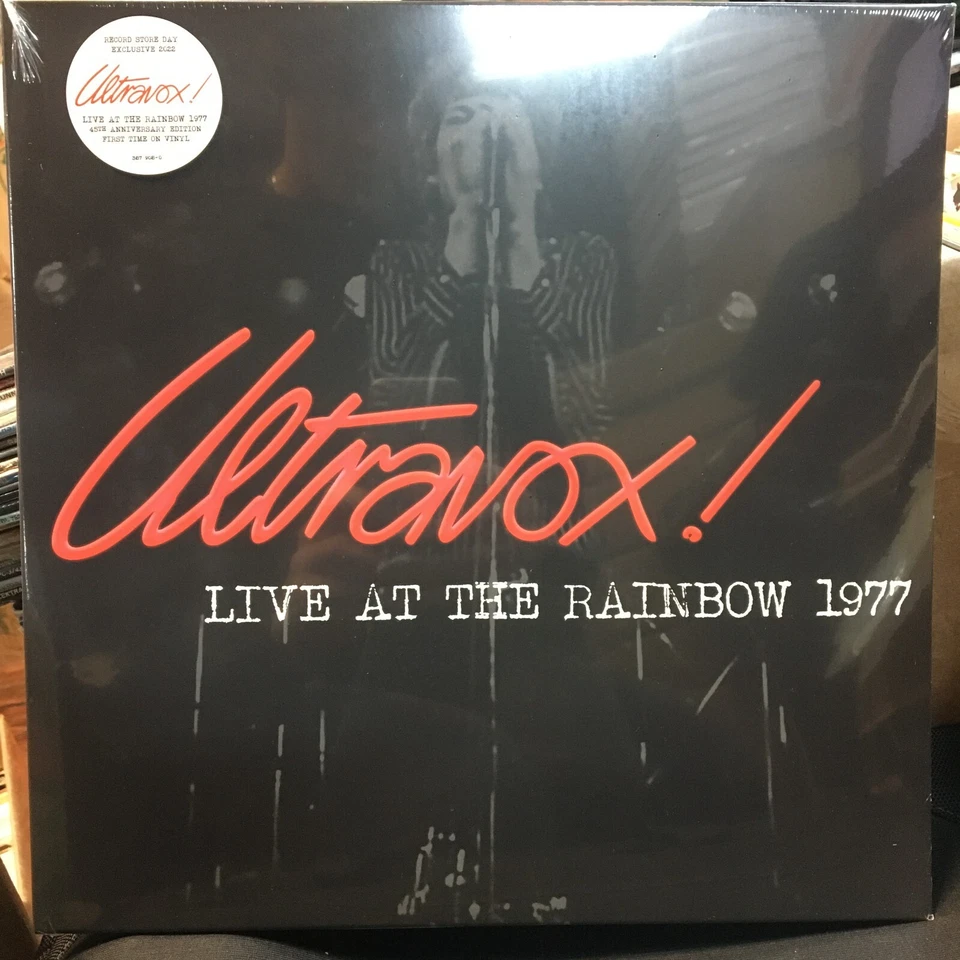 RECORD STORE DAY
EXCLUSIVE 2022
Ultravox!
LIVE AT THE RAINBOW 1977
45TH ANNIVERSARY EDITION
FIRST TIME ON VINYL
Ultravox!
LIVE AT THE RAINBOW 1977